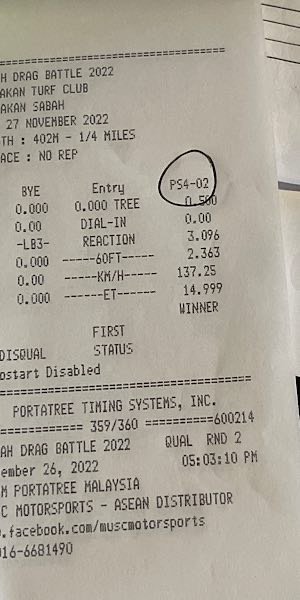 ==============================
H DRAG BATTLE 2022
AKAN TURF CLUB
AKAN SABAH
27 NOVEMBER 2022
TH : 402M - 1/4 MILES
ACE : NO REP
BYE Entry PS4-02
0.000 0.000 TREE 0.500
0.00 DIAL-IN 0.00
-LB3- REACTION 3.096
0.000 -----60FT----- 2.363
0.00 -----KM/H----- 137.25
0.000 ------ET------ 14.999
WINNER
FIRST
DISQUAL STATUS
ostart Disabled
==============================
PORTATREE TIMING SYSTEMS, INC.
============ 359/360 ==========600214
AH DRAG BATTLE 2022 QUAL RND 2
ember 26, 2022 05:03:10 PM
M PORTATREE MALAYSIA
C MOTORSPORTS - ASEAN DISTRIBUTOR
.facebook.com/muscmotorsports
016-6681490